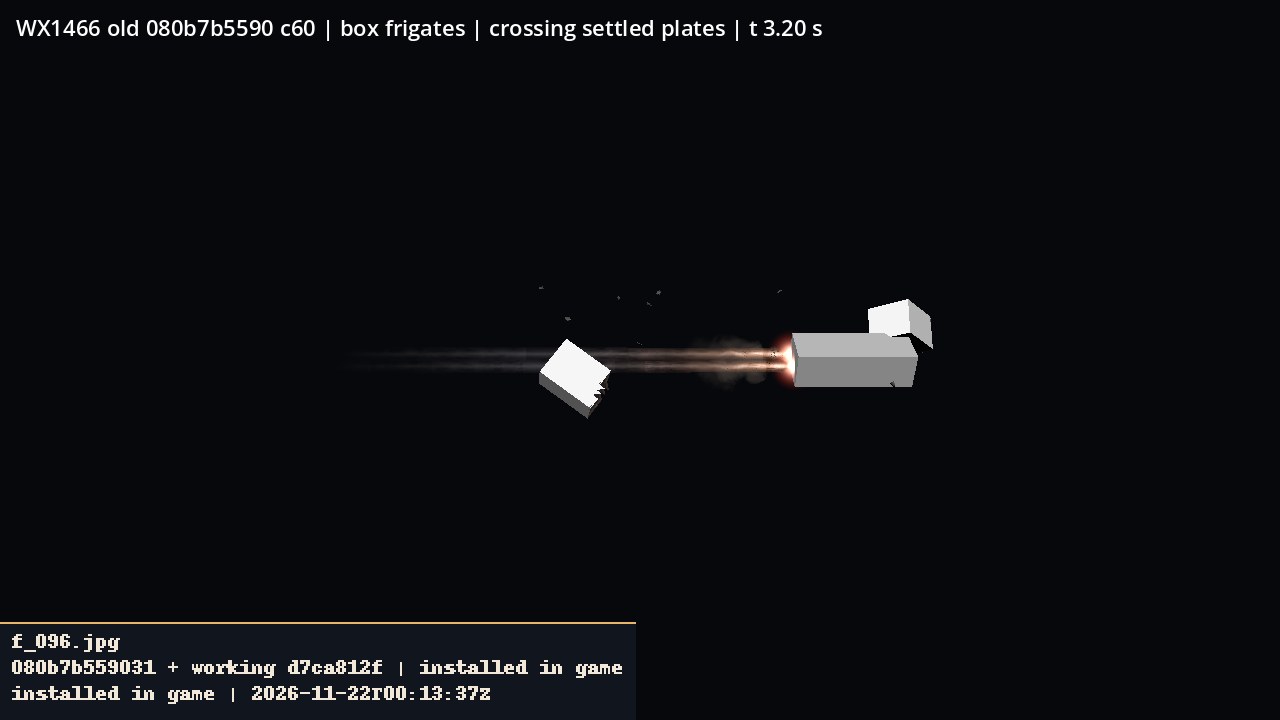 WX1466 old 080b7b5590 c60 | box frigates | crossing settled plates | t 3.20 s
f_096.jpg
080b7b559031 + working d7ca812f | installed in game
installed in game | 2026-11-22T00:13:37Z